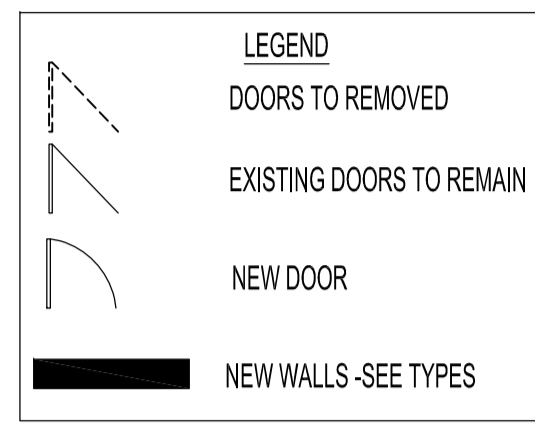 LEGEND
DOORS TO REMOVED
EXISTING DOORS TO REMAIN
NEW DOOR
NEW WALLS -SEE TYPES